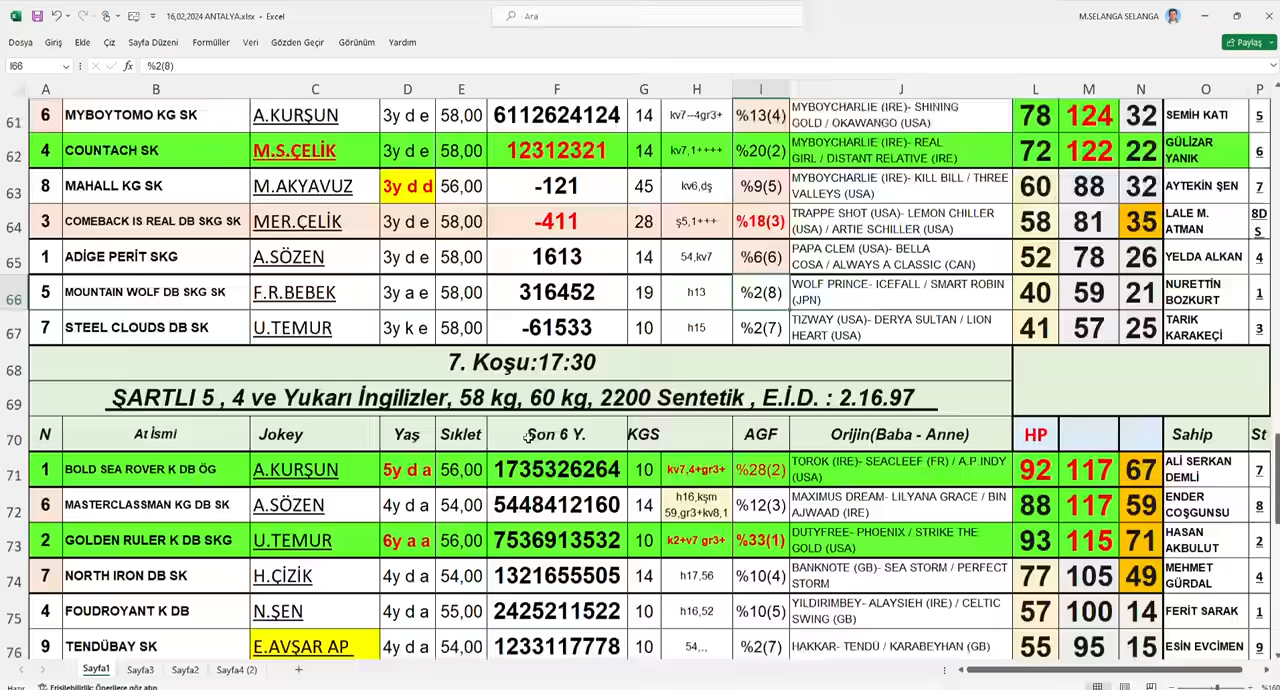 16,02,2024 ANTALYA.xlsx - Excel
Ara
M.SELANGA SELANGA
Dosya Giriş Ekle Çiz Sayfa Düzeni Formüller Veri Gözden Geçir Görünüm Yardım
Paylaş
I66 fx %2(8)
A B C D E F G H I J L M N O P
61 6 MYBOYTOMO KG SK A.KURŞUN 3y d e 58,00 6112624124 14 kv7--4gr3+ %13(4) MYBOYCHARLIE (IRE)- SHINING 78 124 32 SEMİH KATI 5
GOLD / OKAWANGO (USA)
62 4 COUNTACH SK M.S.ÇELİK 3y d e 58,00 12312321 14 kv7,1++++ %20(2) MYBOYCHARLIE (IRE)- REAL 72 122 22 GÜLİZAR 6
GIRL / DISTANT RELATIVE (IRE) YANIK
63 8 MAHALL KG SK M.AKYAVUZ 3y d d 56,00 -121 45 kv6,dş %9(5) MYBOYCHARLIE (IRE)- KILL BILL / THREE 60 88 32 AYTEKİN ŞEN 7
VALLEYS (USA)
64 3 COMEBACK IS REAL DB SKG SK MER.ÇELİK 3y d e 58,00 -411 28 ş5,1+++ %18(3) TRAPPE SHOT (USA)- LEMON CHILLER 58 81 35 LALE M. 8D
(USA) / ARTIE SCHILLER (USA) ATMAN S
65 1 ADİGE PERİT SKG A.SÖZEN 3y d e 58,00 1613 14 54,kv7 %6(6) PAPA CLEM (USA)- BELLA 52 78 26 YELDA ALKAN 4
COSA / ALWAYS A CLASSIC (CAN)
66 5 MOUNTAIN WOLF DB SKG SK F.R.BEBEK 3y a e 58,00 316452 19 h13 %2(8) WOLF PRINCE- ICEFALL / SMART ROBIN 40 59 21 NURETTİN 1
(JPN) BOZKURT
67 7 STEEL CLOUDS DB SK U.TEMUR 3y k e 58,00 -61533 10 h15 %2(7) TIZWAY (USA)- DERYA SULTAN / LION 41 57 25 TARIK 3
HEART (USA) KARAKEÇİ
68 7. Koşu:17:30
69 ŞARTLI 5 , 4 ve Yukarı İngilizler, 58 kg, 60 kg, 2200 Sentetik , E.İ.D. : 2.16.97
70 N At İsmi Jokey Yaş Sıklet Son 6 Y. KGS AGF Orijin(Baba - Anne) HP Sahip St
71 1 BOLD SEA ROVER K DB ÖG A.KURŞUN 5y d a 56,00 1735326264 10 kv7,4+gr3+ %28(2) TOROK (IRE)- SEACLEEF (FR) / A.P.INDY 92 117 67 ALİ SERKAN 7
(USA) DEMLİ
72 6 MASTERCLASSMAN KG DB SK A.SÖZEN 4y d a 56,00 5448412160 14 h16,kşm %12(3) MAXIMUS DREAM- LILYANA GRACE / BIN 88 117 59 ENDER 8
59,gr3+kv8,1 AJWAAD (IRE) COŞGUNSU
73 2 GOLDEN RULER K DB SKG U.TEMUR 6y a a 56,00 7536913532 10 k2+v7 gr3+ %33(1) DUTYFREE- PHOENIX / STRIKE THE 93 115 71 HASAN 2
GOLD (USA) AKBULUT
74 7 NORTH IRON DB SK H.ÇİZİK 4y d a 54,00 1321655505 14 h17,56 %10(4) BANKNOTE (GB)- SEA STORM / PERFECT 77 105 49 MEHMET 4
STORM GÜRDAL
75 4 FOUDROYANT K DB N.ŞEN 4y d a 55,00 2425211522 10 h16,52 %10(5) YILDIRIMBEY- ALAYSIEH (IRE) / CELTIC 57 100 14 FERİT SARAK 1
SWING (GB)
76 9 TENDÜBAY SK E.AVŞAR AP 4y d a 54,00 1233117778 10 54,,, %2(7) HAKKAR- TENDÜ / KARABEYHAN (GB) 55 95 15 ESİN EVCİMEN 9
Sayfa1 Sayfa3 Sayfa2 Sayfa4 (2) +
Hazır Erişilebilirlik: Önerilere göz atın %160